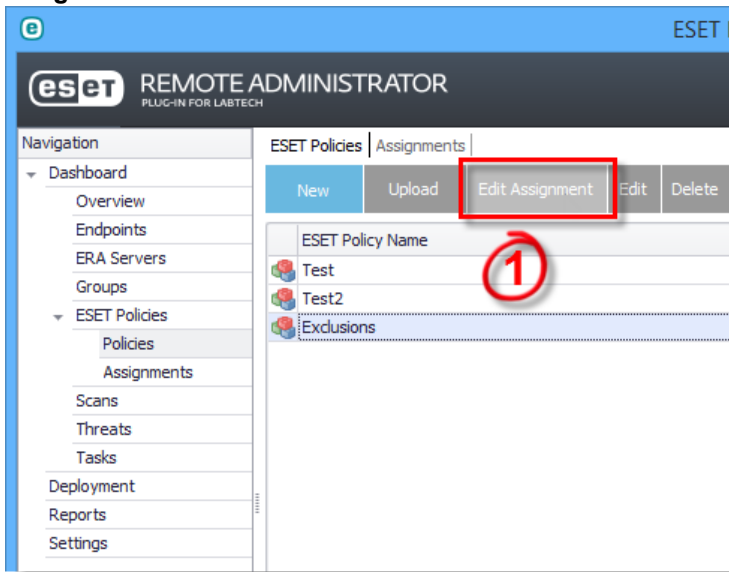 ESET
eset REMOTE ADMINISTRATOR
PLUG-IN FOR LABTECH
Navigation
Dashboard
Overview
Endpoints
ERA Servers
Groups
ESET Policies
Policies
Assignments
Scans
Threats
Tasks
Deployment
Reports
Settings
ESET Policies Assignments
New Upload Edit Assignment Edit Delete
ESET Policy Name
Test
Test2
Exclusions
1